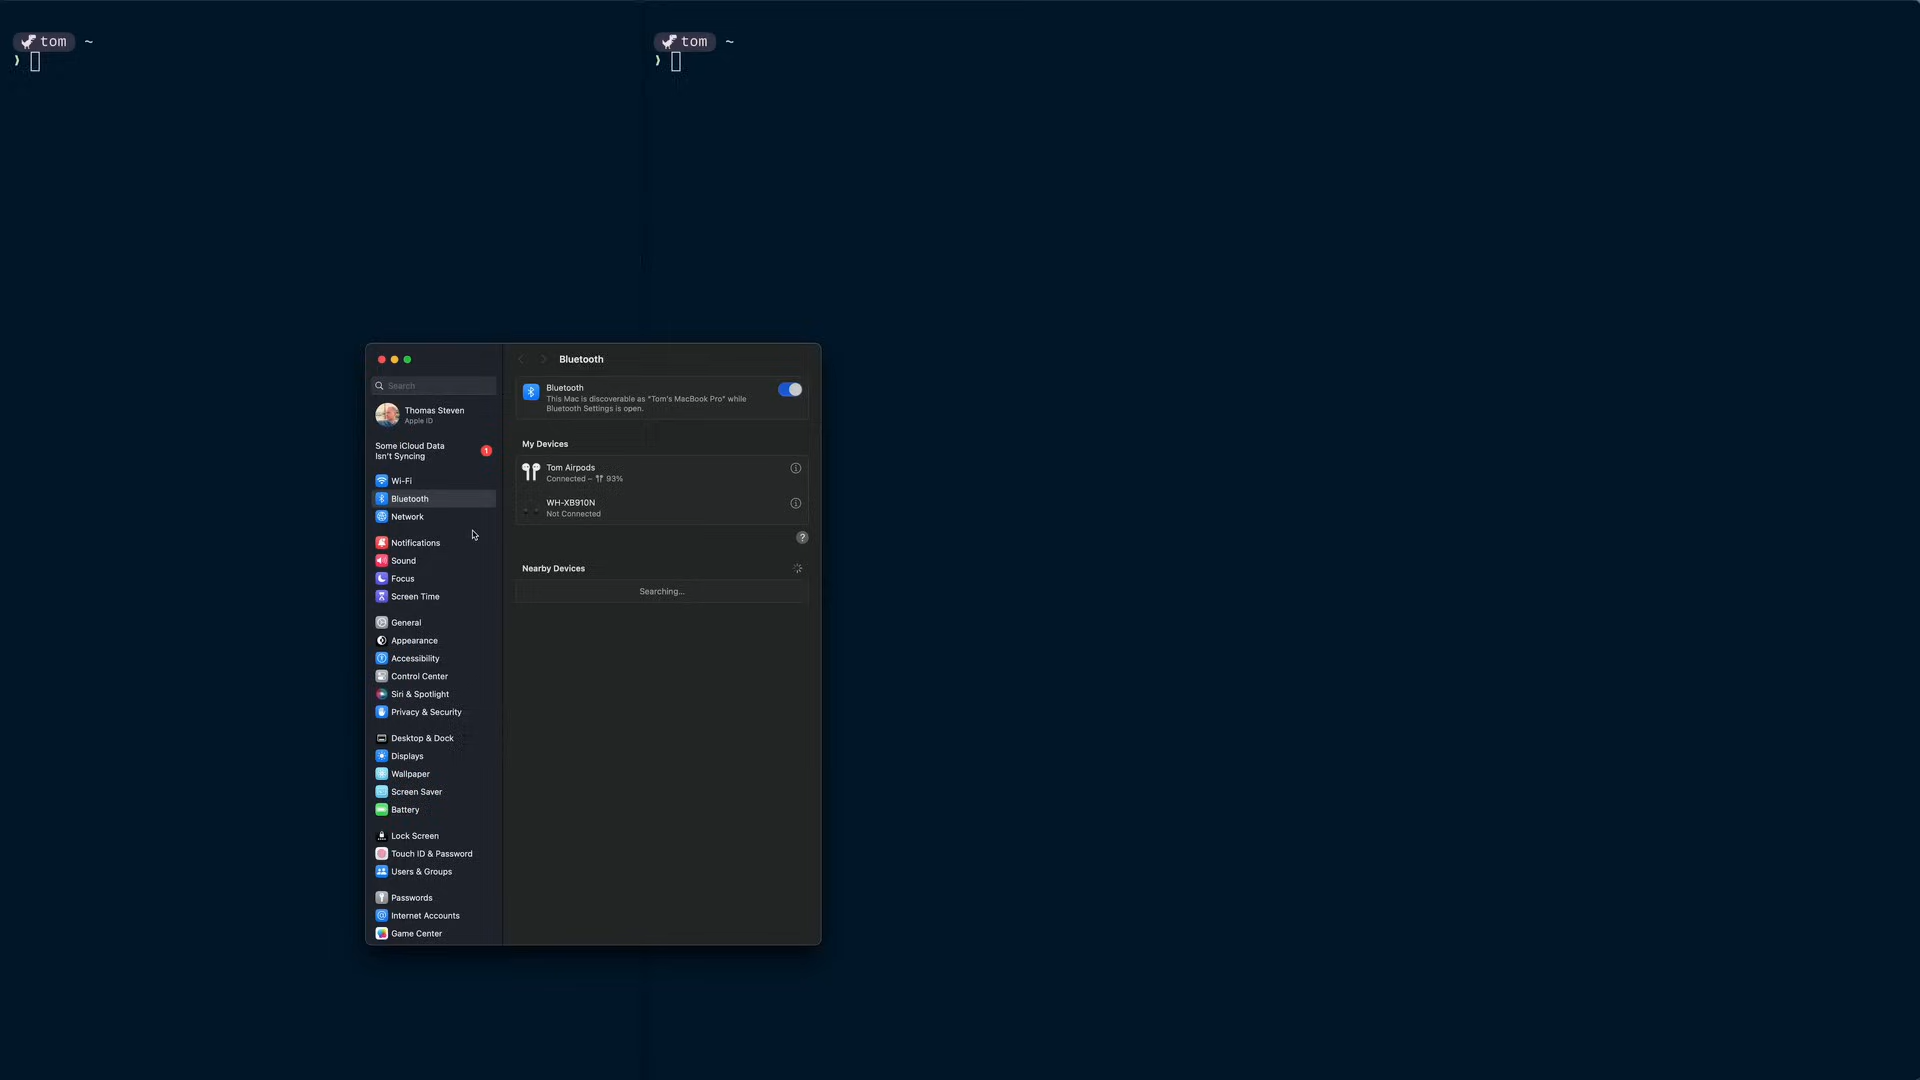 tom ~
❯
tom ~
❯
Search
Thomas Steven
Apple ID
Some iCloud Data
Isn't Syncing
1
Wi-Fi
Bluetooth
Network
Notifications
Sound
Focus
Screen Time
General
Appearance
Accessibility
Control Center
Siri & Spotlight
Privacy & Security
Desktop & Dock
Displays
Wallpaper
Screen Saver
Battery
Lock Screen
Touch ID & Password
Users & Groups
Passwords
Internet Accounts
Game Center
Bluetooth
Bluetooth
This Mac is discoverable as "Tom's MacBook Pro" while
Bluetooth Settings is open.
My Devices
Tom Airpods
Connected – 93%
WH-XB910N
Not Connected
?
Nearby Devices
Searching...